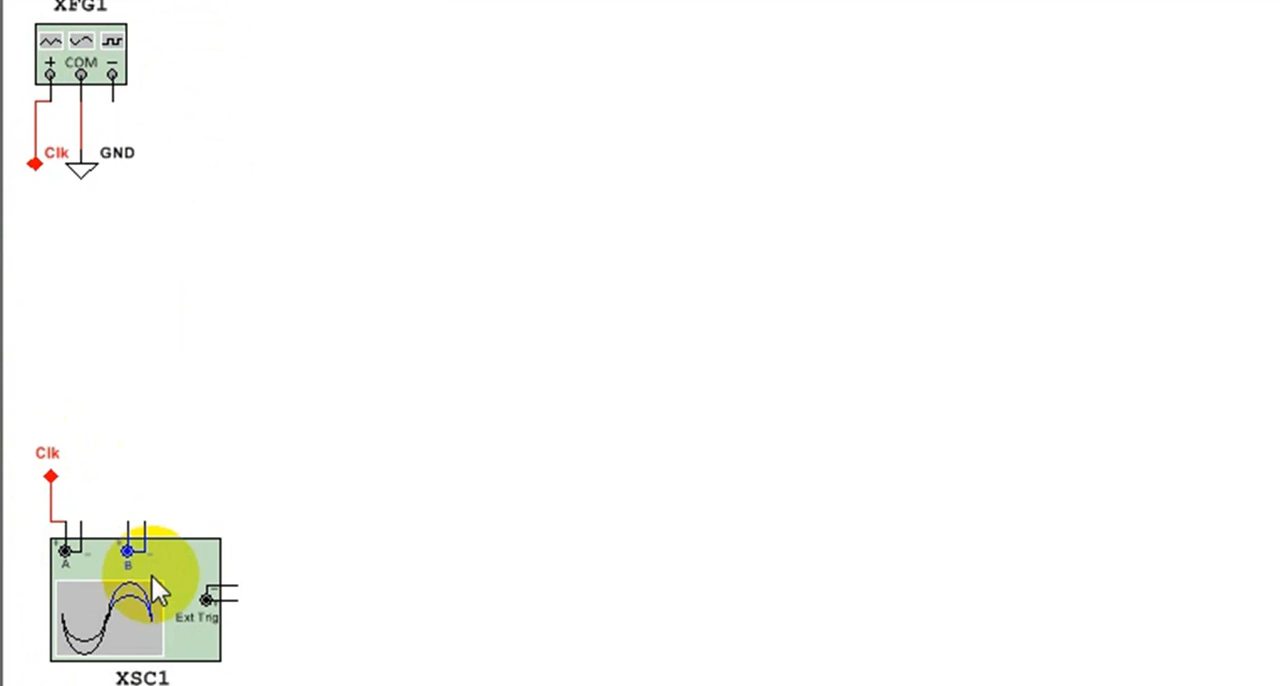 XFG1
+ COM −
Clk
GND
Clk
+ − + −
A
B
− +
Ext Trig
XSC1